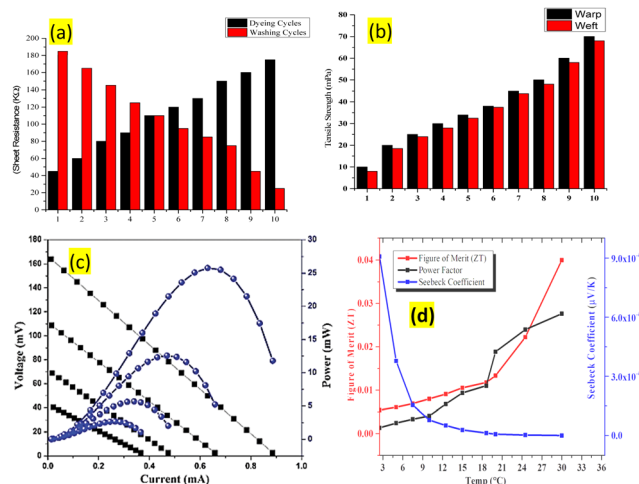 (a)
Dyeing Cycles
Washing Cycles
(Sheet Resistance (KΩ)
200
180
160
140
120
100
80
60
40
20
0
1 2 3 4 5 6 7 8 9 10
(b)
Warp
Weft
Tensile Strength (mPa)
80
70
60
50
40
30
20
10
0
1 2 3 4 5 6 7 8 9 10
(c)
Voltage (mV)
180
160
140
120
100
80
60
40
20
0
Power (mW)
30
25
20
15
10
5
0
0.0 0.2 0.4 0.6 0.8 1.0
Current (mA)
(d)
Figure of Merit (ZT)
Power Factor
Seebeck Coefficient
Figure of Merit (ZT)
0.04
0.03
0.02
0.01
0.00
Seebeck Coefficient (µV/K)
3 6 9 12 15 18 21 24 27 30 33 36
Temp (°C)